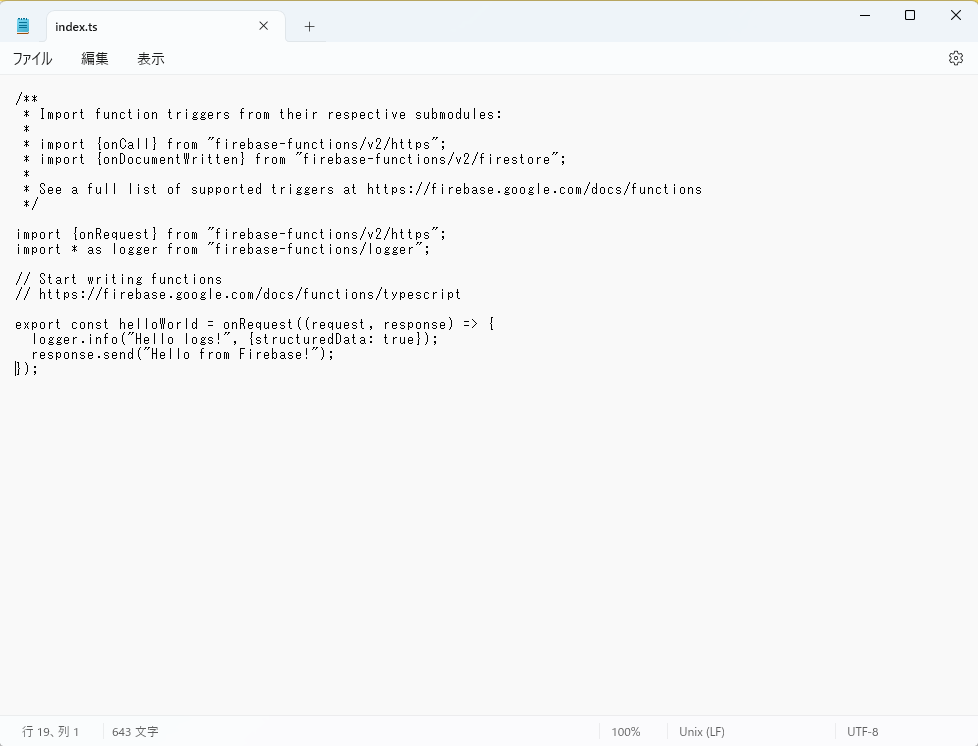 index.ts
ファイル 編集 表示
/**
 * Import function triggers from their respective submodules:
 *
 * import {onCall} from "firebase-functions/v2/https";
 * import {onDocumentWritten} from "firebase-functions/v2/firestore";
 *
 * See a full list of supported triggers at https://firebase.google.com/docs/functions
 */

import {onRequest} from "firebase-functions/v2/https";
import * as logger from "firebase-functions/logger";

// Start writing functions
// https://firebase.google.com/docs/functions/typescript

export const helloWorld = onRequest((request, response) => {
  logger.info("Hello logs!", {structuredData: true});
  response.send("Hello from Firebase!");
});
行 19、列 1 643 文字 100% Unix (LF) UTF-8